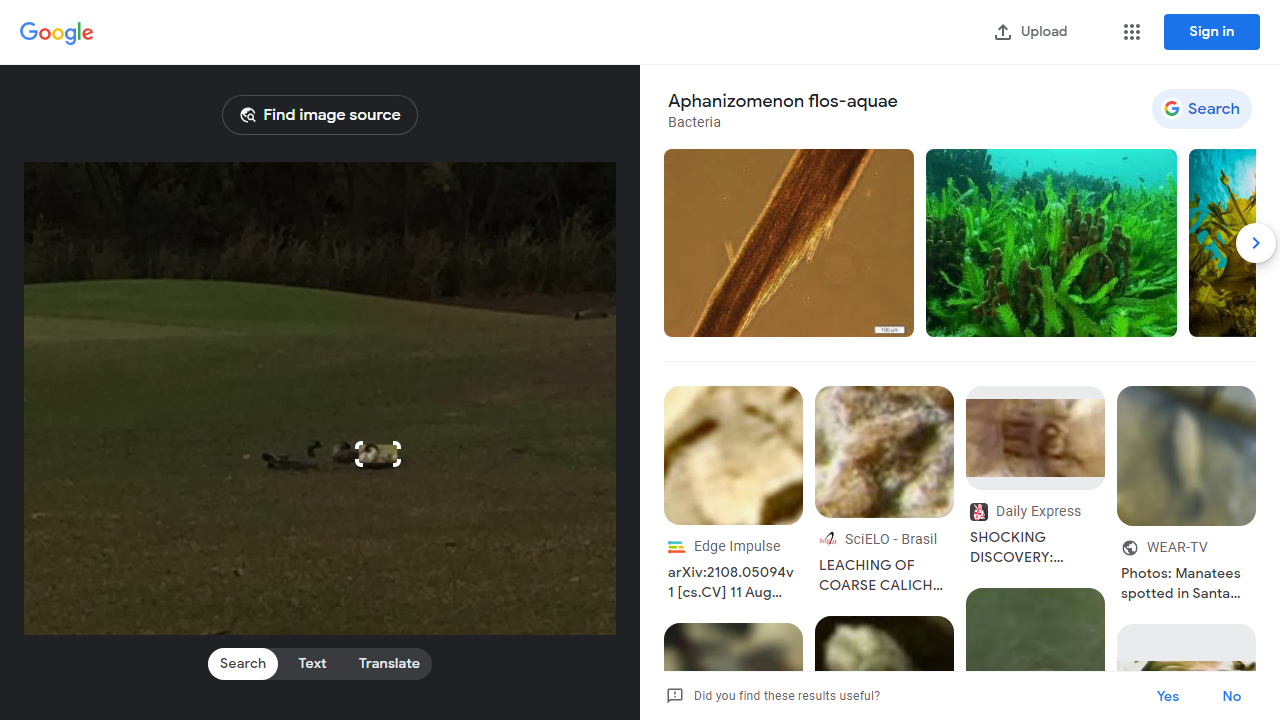 Google
Upload
Sign in
Find image source
Search
Text
Translate
Aphanizomenon flos-aquae
Bacteria
Search
100 µm
Edge Impulse
arXiv:2108.05094v
1 [cs.CV] 11 Aug...
SciELO - Brasil
LEACHING OF
COARSE CALICH...
Daily Express
SHOCKING
DISCOVERY:...
WEAR-TV
Photos: Manatees
spotted in Santa...
Did you find these results useful?
Yes
No